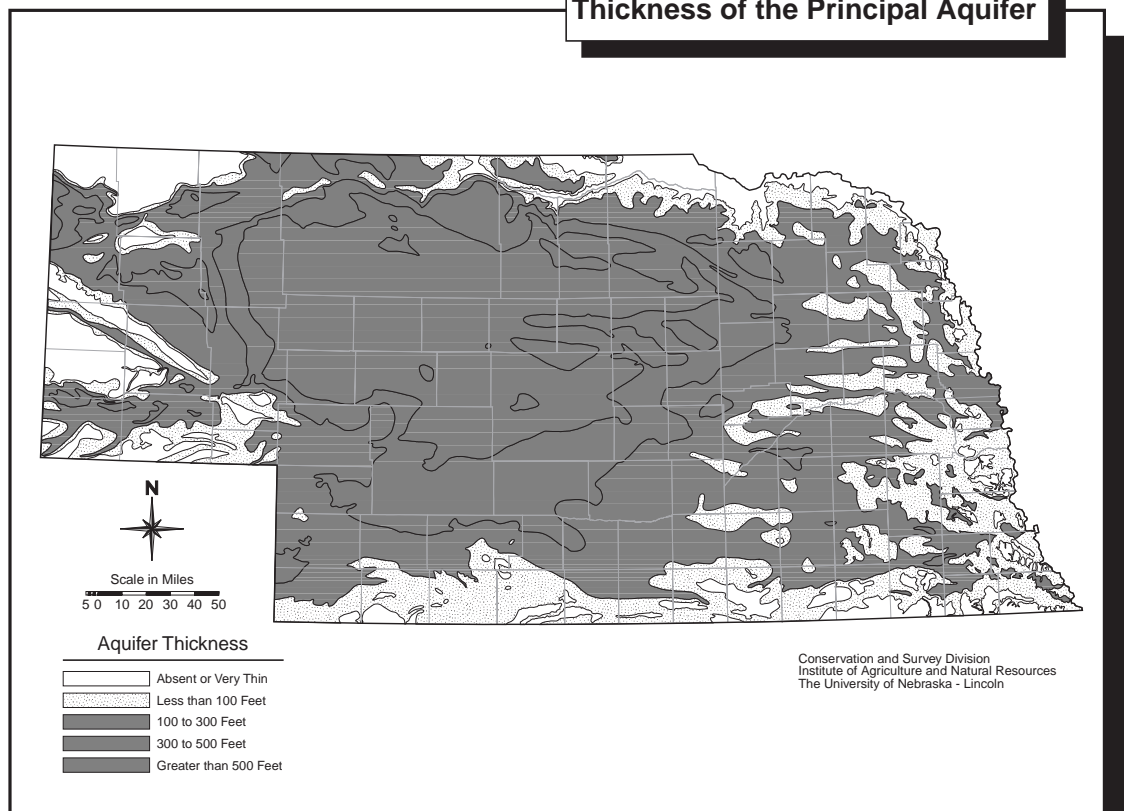 Thickness of the Principal Aquifer
N
Scale in Miles
5 0 10 20 30 40 50
Aquifer Thickness
Absent or Very Thin
Less than 100 Feet
100 to 300 Feet
300 to 500 Feet
Greater than 500 Feet
Conservation and Survey Division
Institute of Agriculture and Natural Resources
The University of Nebraska - Lincoln